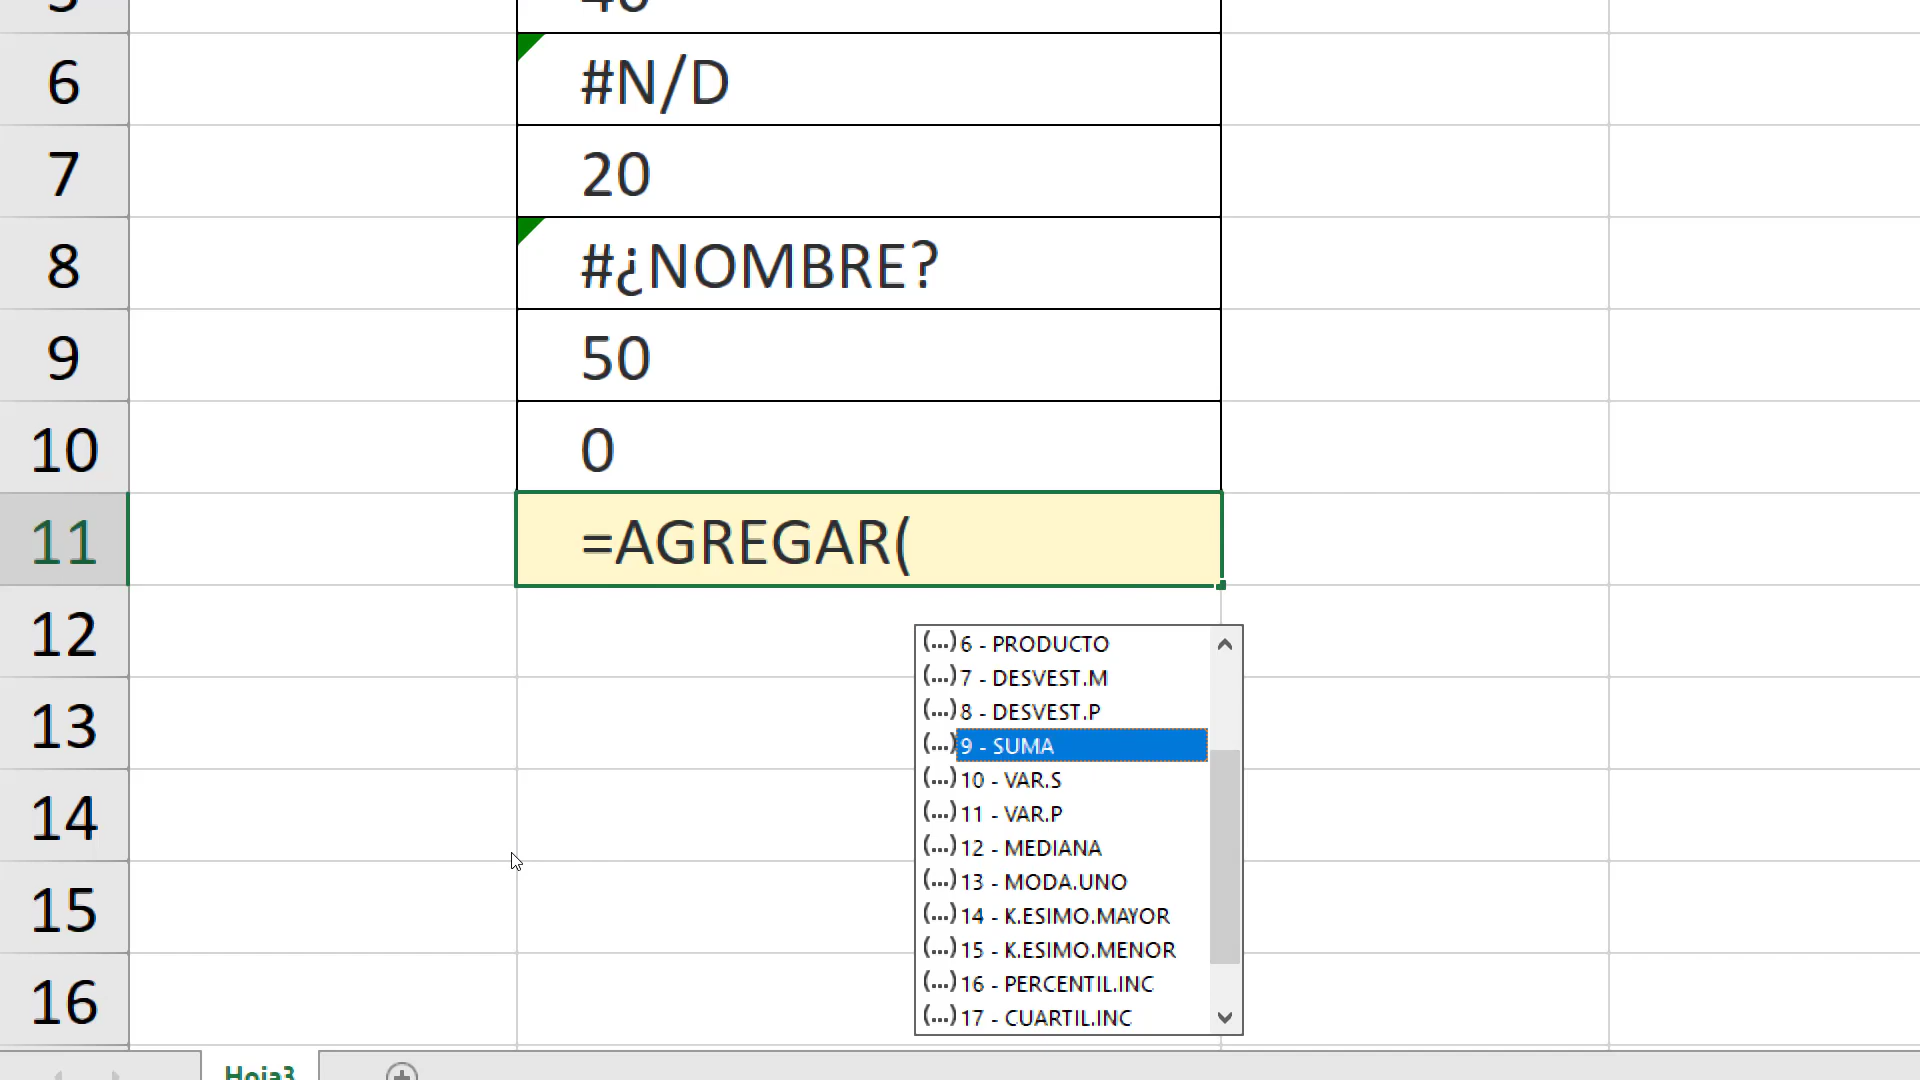 5
40
6
#N/D
7
20
8
#¿NOMBRE?
9
50
10
0
11
=AGREGAR(
12
(...) 6 - PRODUCTO
(...) 7 - DESVEST.M
13
(...) 8 - DESVEST.P
(...) 9 - SUMA
(...) 10 - VAR.S
14
(...) 11 - VAR.P
(...) 12 - MEDIANA
(...) 13 - MODA.UNO
15
(...) 14 - K.ESIMO.MAYOR
(...) 15 - K.ESIMO.MENOR
16
(...) 16 - PERCENTIL.INC
(...) 17 - CUARTIL.INC
Hoja3